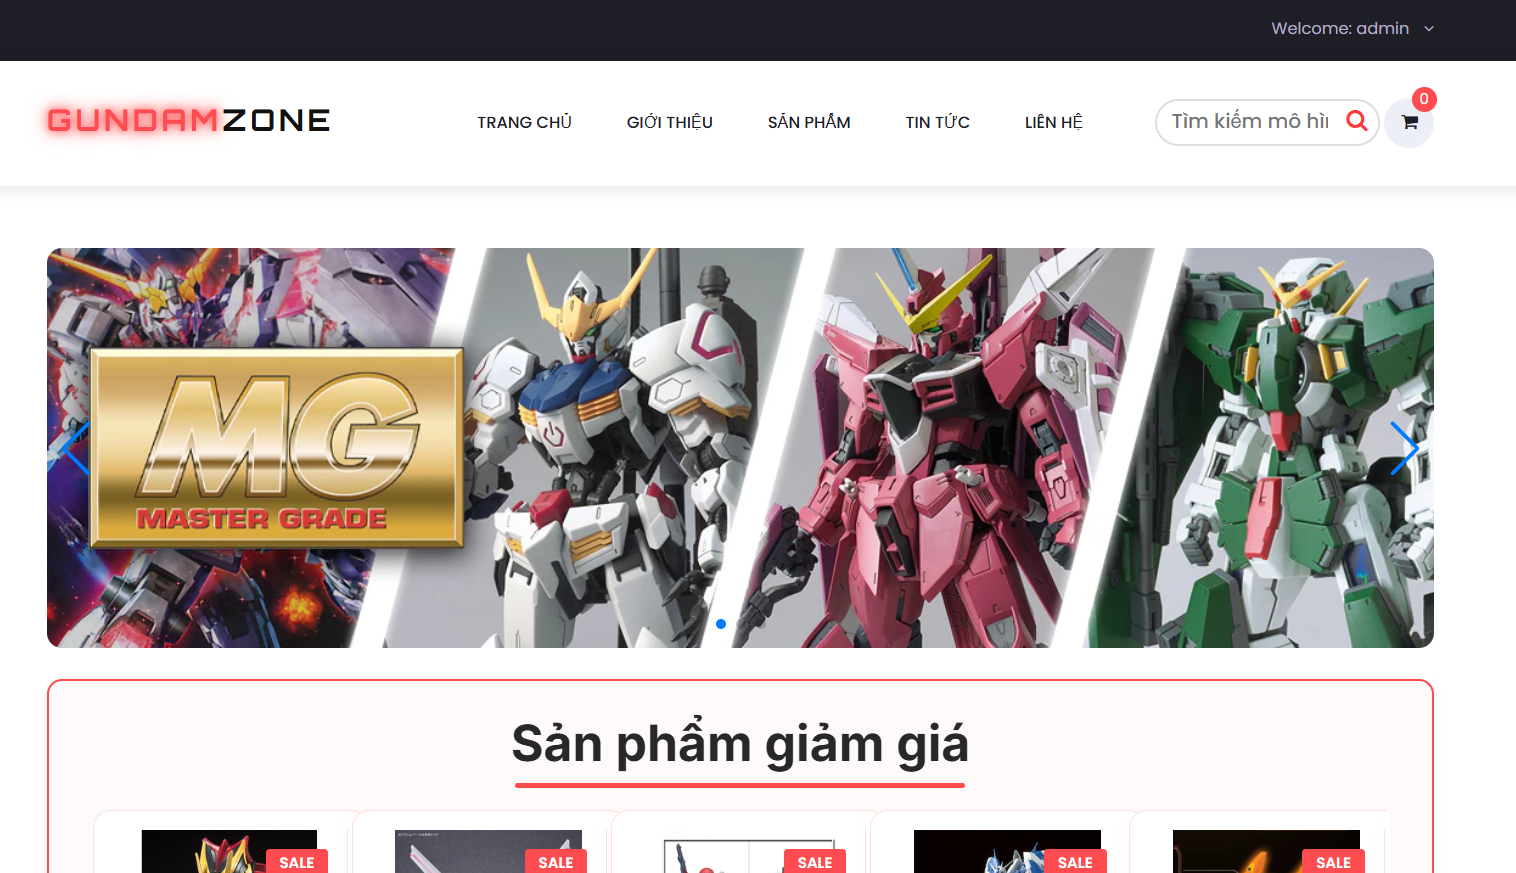 Welcome: admin
GUNDAMZONE
TRANG CHỦ
GIỚI THIỆU
SẢN PHẨM
TIN TỨC
LIÊN HỆ
Tìm kiếm mô hìn
0
MG
MASTER GRADE
Sản phẩm giảm giá
SALE
SALE
SALE
SALE
SALE